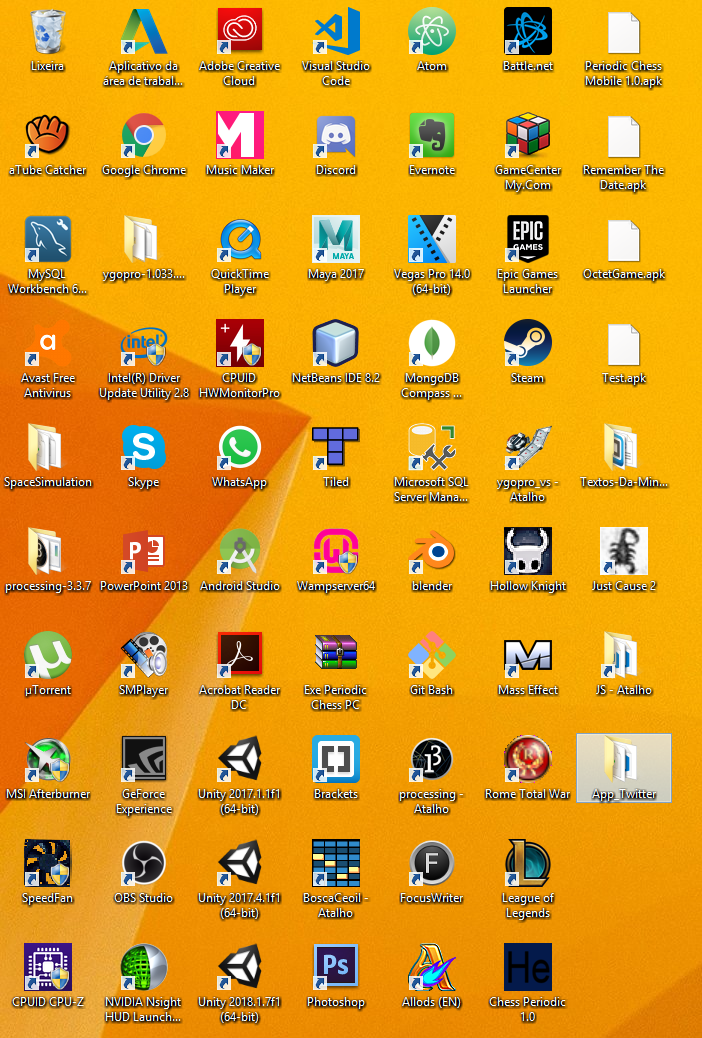 Lixeira
Aplicativo da
área de trabal...
Adobe Creative
Cloud
Visual Studio
Code
Atom
Battle.net
Periodic Chess
Mobile 1.0.apk
aTube Catcher
Google Chrome
Music Maker
Discord
Evernote
GameCenter
My.Com
Remember The
Date.apk
MySQL
Workbench 6...
ygopro-1.033....
QuickTime
Player
MAYA
Maya 2017
Vegas Pro 14.0
(64-bit)
EPIC
GAMES
Epic Games
Launcher
OctetGame.apk
a
Avast Free
Antivirus
intel
Intel(R) Driver
Update Utility 2.8
CPUID
HWMonitorPro
NetBeans IDE 8.2
MongoDB
Compass ...
Steam
Test.apk
SpaceSimulation
S
Skype
WhatsApp
Tiled
Microsoft SQL
Server Mana...
ygopro_vs -
Atalho
Textos-Da-Min...
processing-3.3.7
P
PowerPoint 2013
Android Studio
Wampserver64
blender
Hollow Knight
Just Cause 2
µ
µTorrent
SMPlayer
Acrobat Reader
DC
Exe Periodic
Chess PC
Git Bash
M
Mass Effect
JS - Atalho
MSI Afterburner
GeForce
Experience
Unity 2017.1.1f1
(64-bit)
Brackets
processing -
Atalho
R
Rome Total War
App_Twitter
SpeedFan
OBS Studio
Unity 2017.4.1f1
(64-bit)
BoscaCeoil -
Atalho
F
FocusWriter
L
League of
Legends
CPUID CPU-Z
NVIDIA Nsight
HUD Launch...
Unity 2018.1.7f1
(64-bit)
Ps
Photoshop
A
Allods (EN)
He
Chess Periodic
1.0